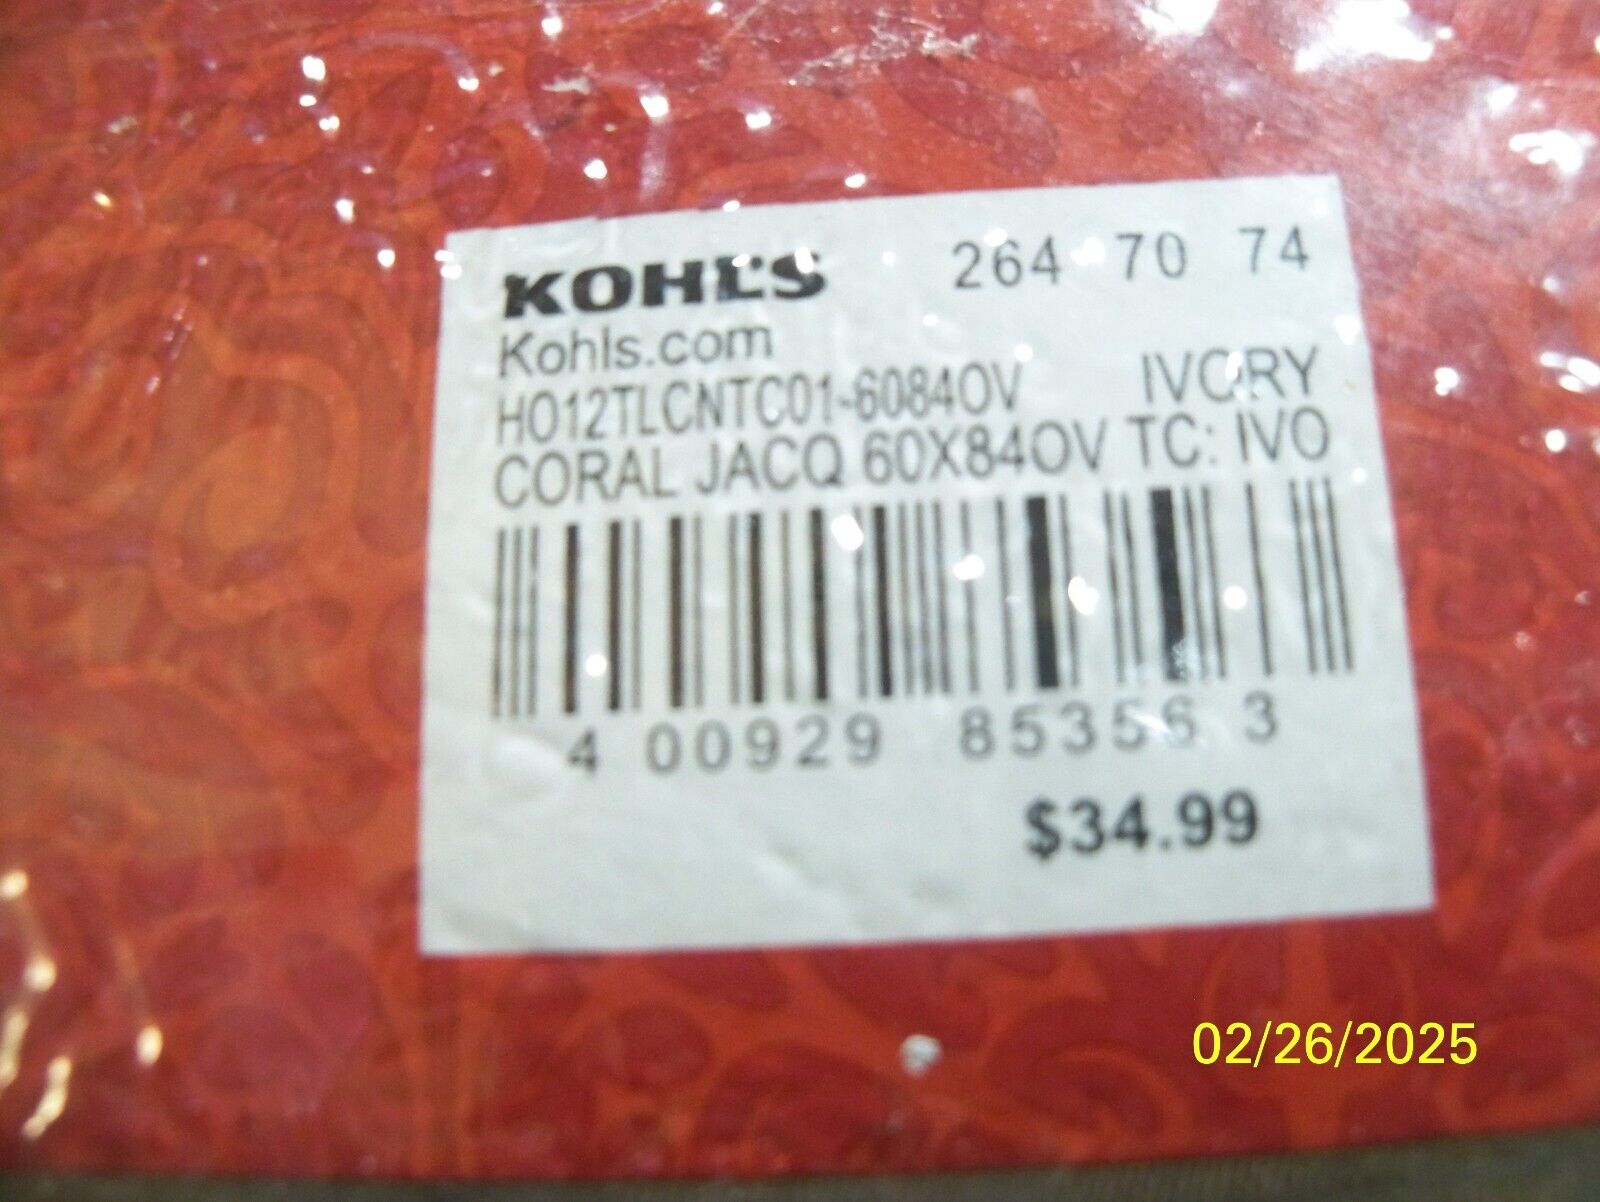 KOHL'S 264 70 74
Kohls.com
HO12TLCNTC01-6084OV IVORY
CORAL JACQ 60X84OV TC: IVO
4 00929 85356 3
$34.99
02/26/2025